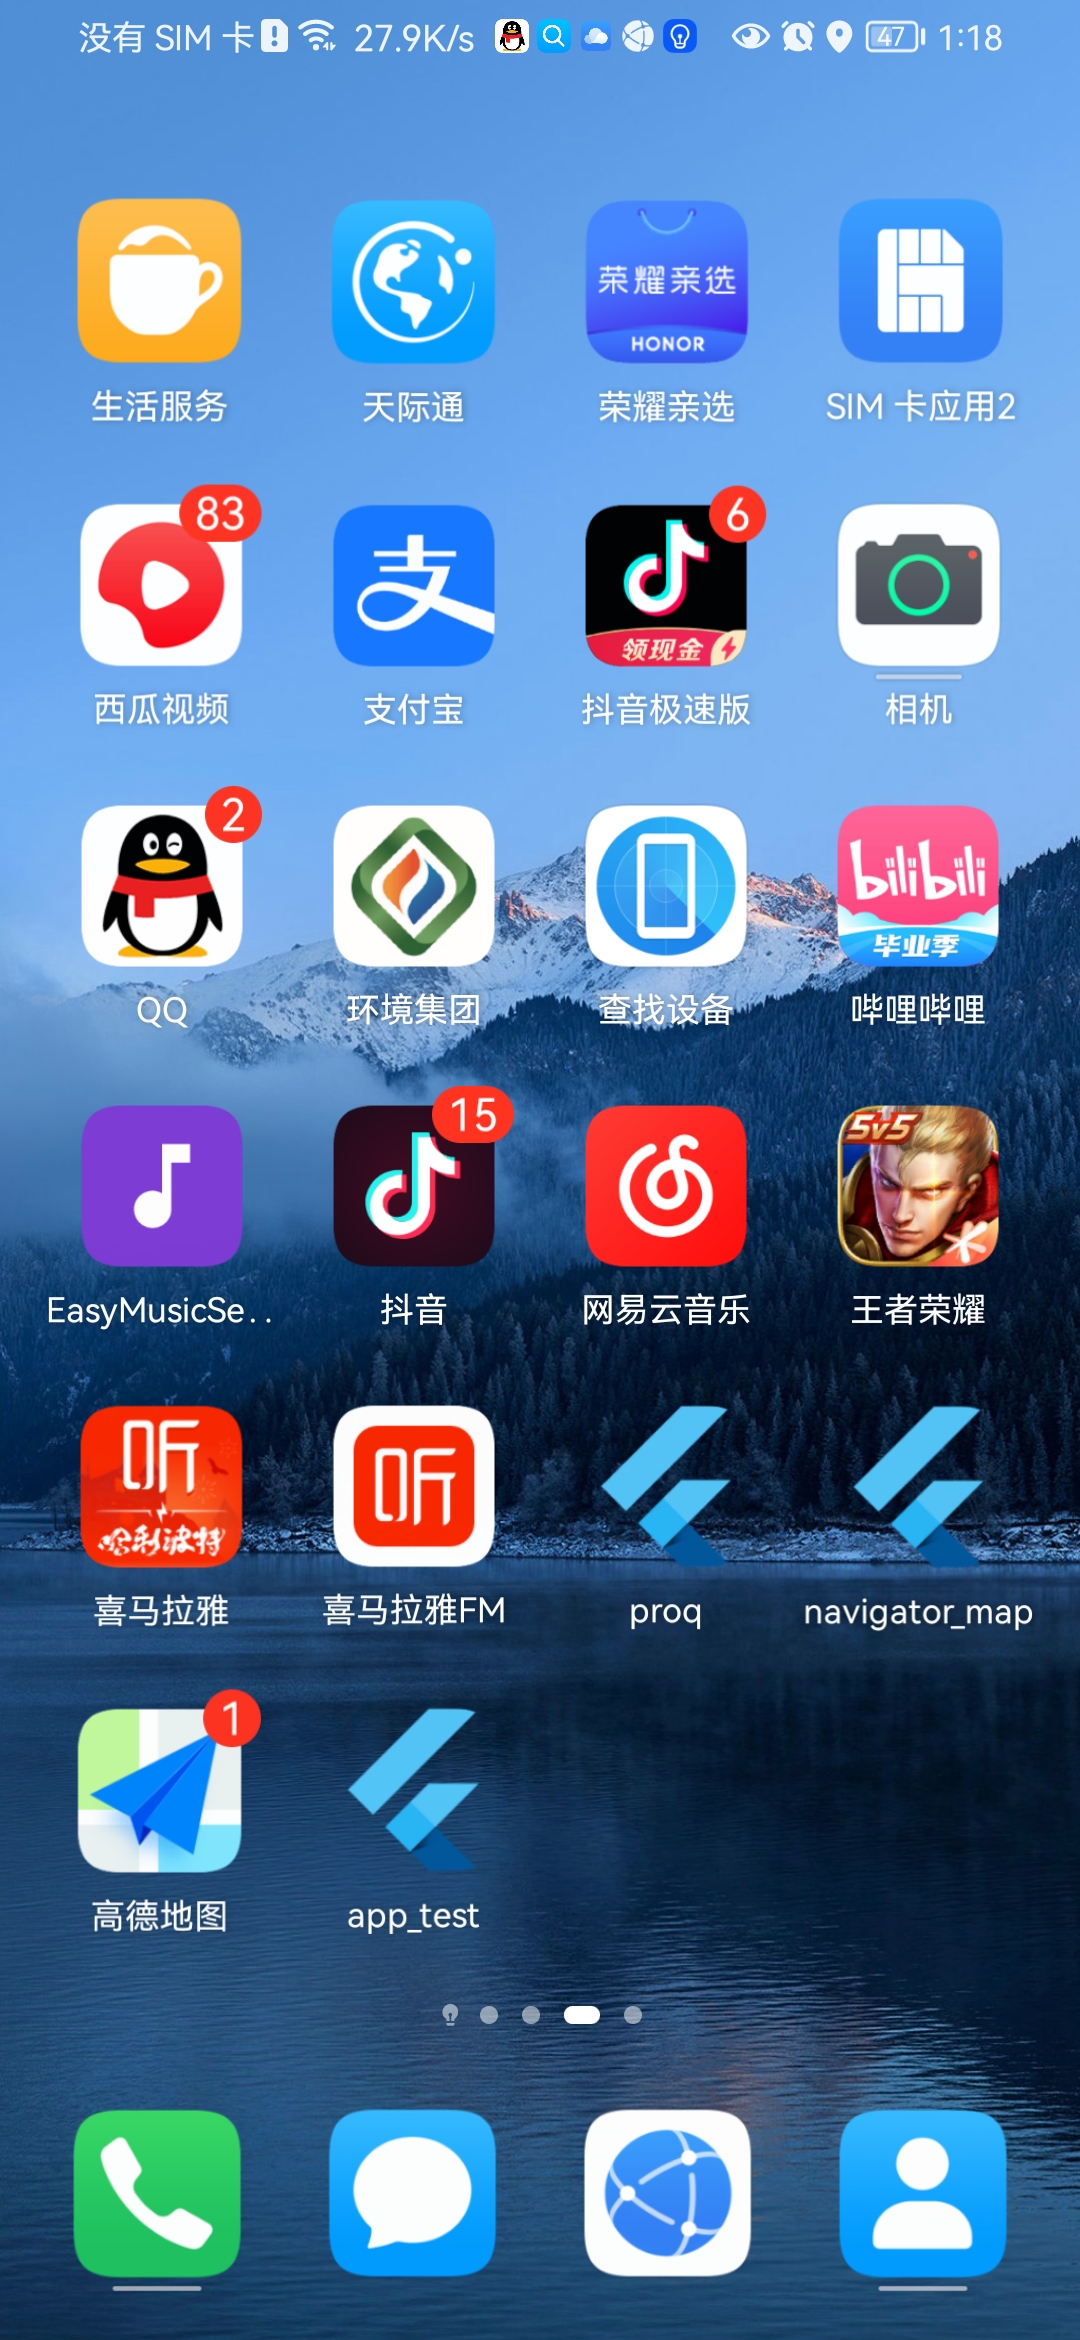 没有 SIM 卡 27.9K/s 47 1:18
荣耀亲选
HONOR
生活服务 天际通 荣耀亲选 SIM 卡应用2
83 6
支
领现金
西瓜视频 支付宝 抖音极速版 相机
2
bilibili
毕业季
QQ 环境集团 查找设备 哔哩哔哩
15
5v5
EasyMusicSe.. 抖音 网易云音乐 王者荣耀
听 听
哈利波特
喜马拉雅 喜马拉雅FM proq navigator_map
1
高德地图 app_test